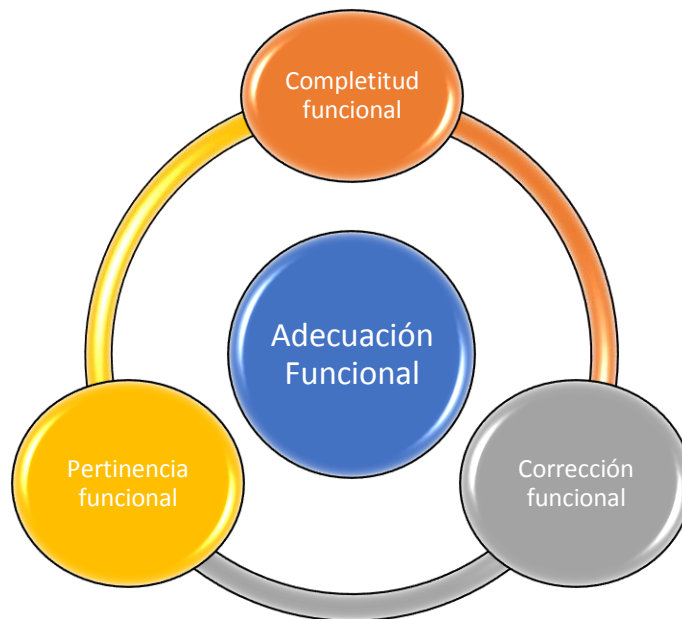 Completitud
funcional
Adecuación
Funcional
Pertinencia
funcional
Corrección
funcional